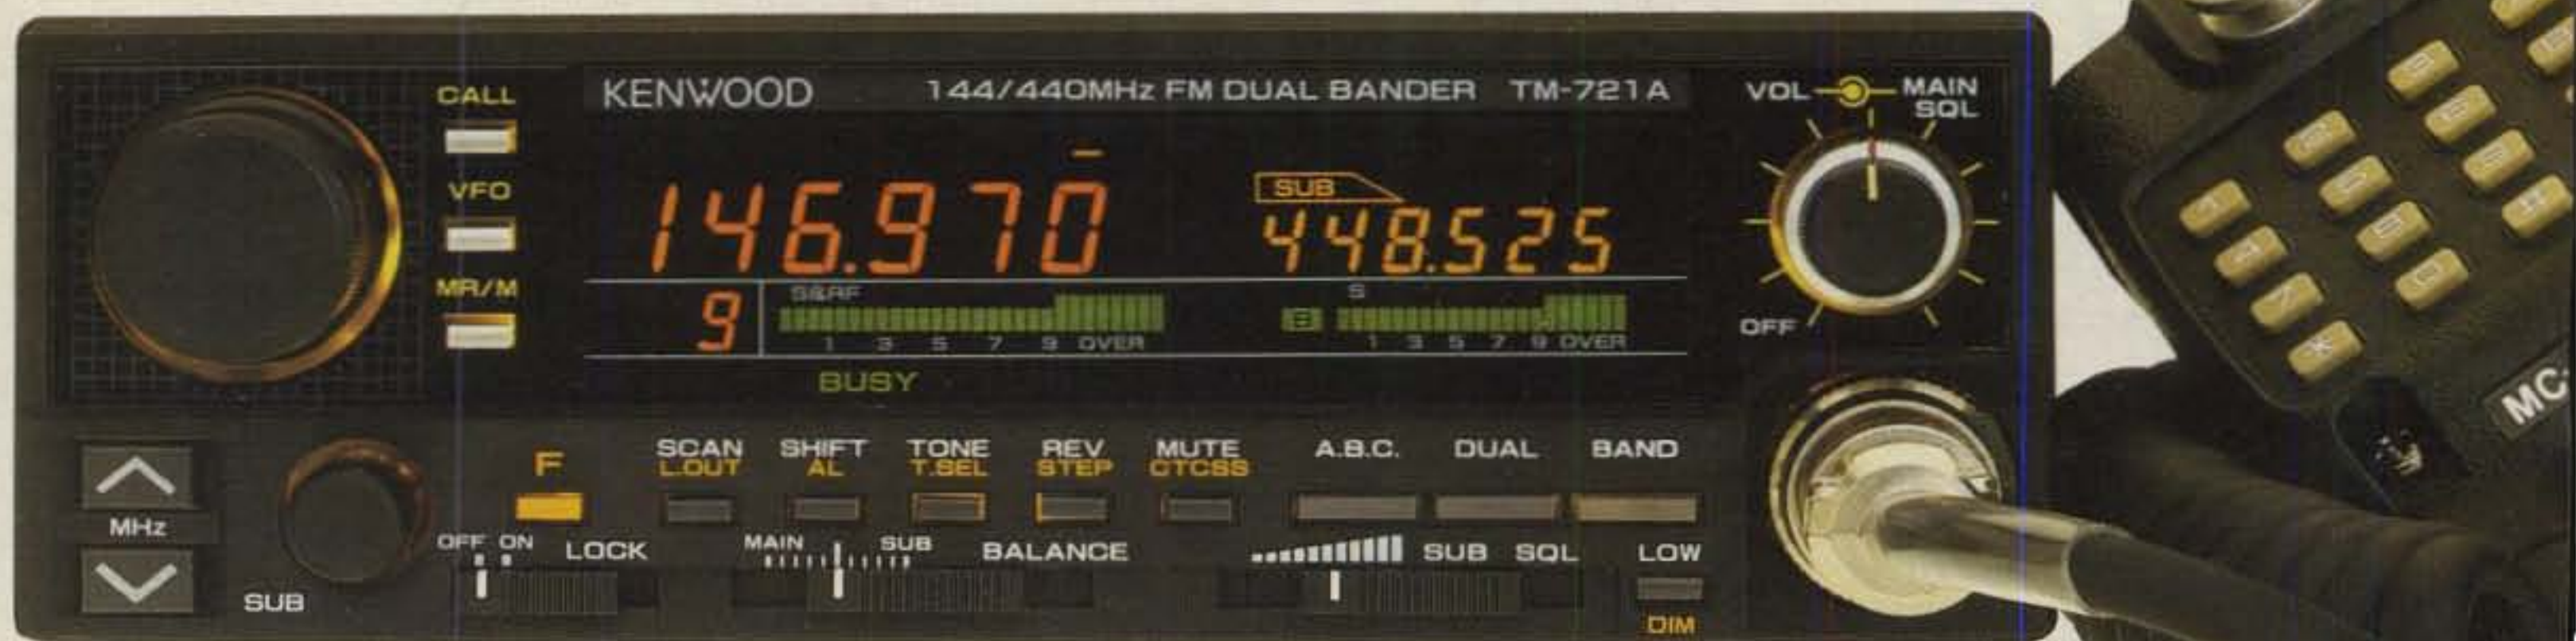 KENWOOD 144/440MHz FM DUAL BANDER TM-721A
CALL
VFO
MR/M
146.970
SUB
448.525
9
S&RF
1 3 5 7 9 OVER
S
1 3 5 7 9 OVER
BUSY
VOL
MAIN
SQL
OFF
MHz
SUB
F
SCAN
L.OUT
SHIFT
AL
TONE
T.SEL
REV
STEP
MUTE
CTCSS
A.B.C.
DUAL
BAND
OFF ON LOCK
MAIN SUB BALANCE
SUB SQL
LOW
DIM
MC-